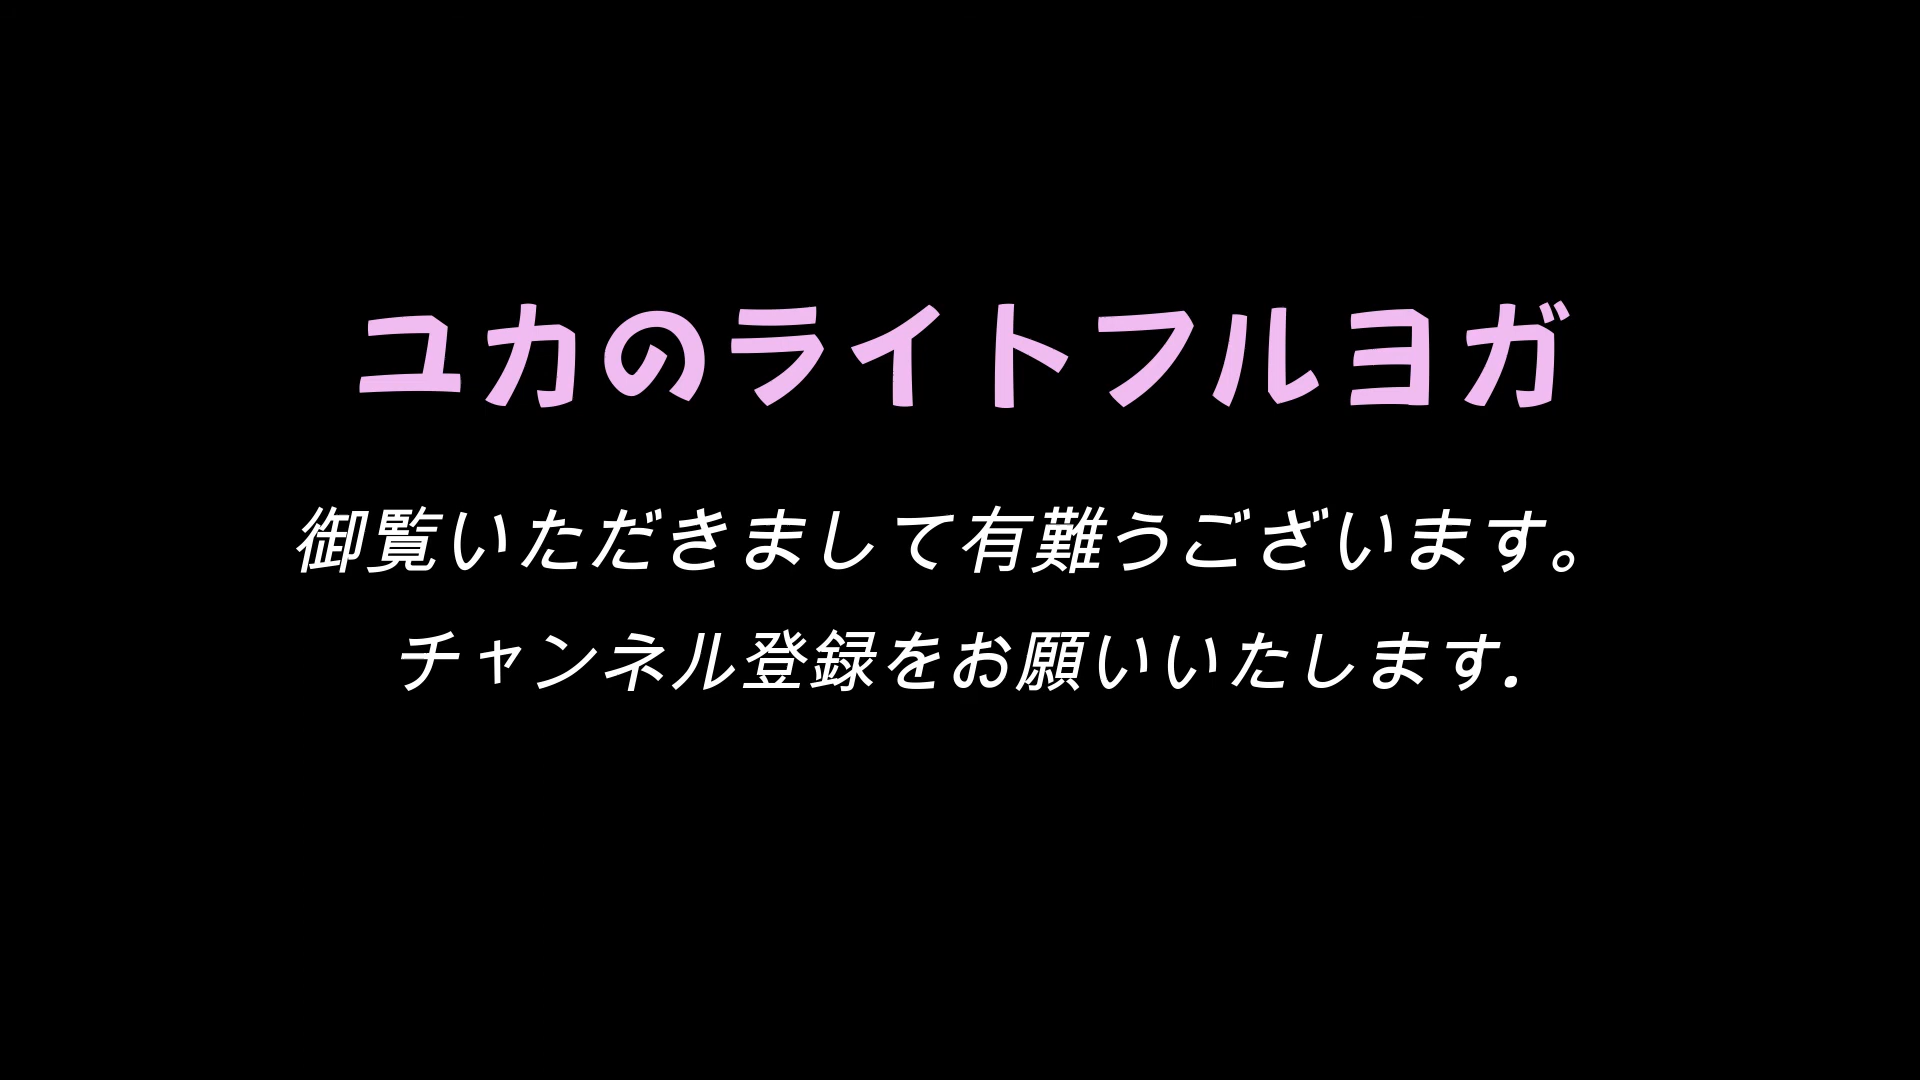 ユカのライトフルヨガ
御覧いただきまして有難うございます。
チャンネル登録をお願いいたします.